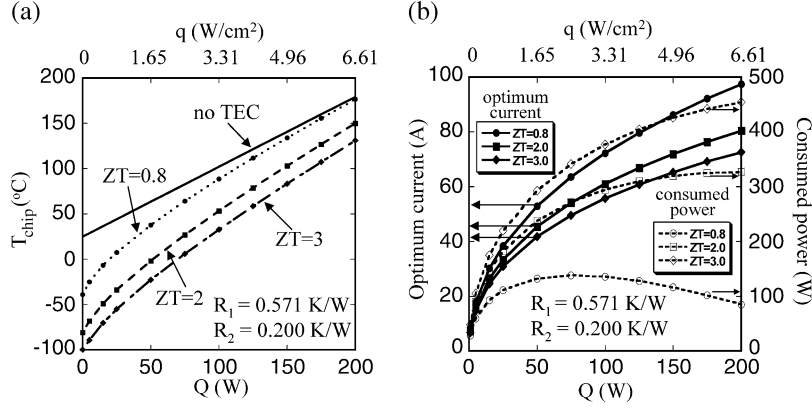 (a)
q (W/cm²)
0 1.65 3.31 4.96 6.61
200
150
100
50
0
-50
-100
T_chip (°C)
no TEC
ZT=0.8
ZT=3
ZT=2
R₁ = 0.571 K/W
R₂ = 0.200 K/W
0 50 100 150 200
Q (W)
(b)
q (W/cm²)
0 1.65 3.31 4.96 6.61
100
80
60
40
20
0
Optimum current (A)
optimum
current
ZT=0.8
ZT=2.0
ZT=3.0
consumed
power
ZT=0.8
ZT=2.0
ZT=3.0
R₁ = 0.571 K/W
R₂ = 0.200 K/W
500
400
300
200
100
0
Consumed power (W)
0 50 100 150 200
Q (W)